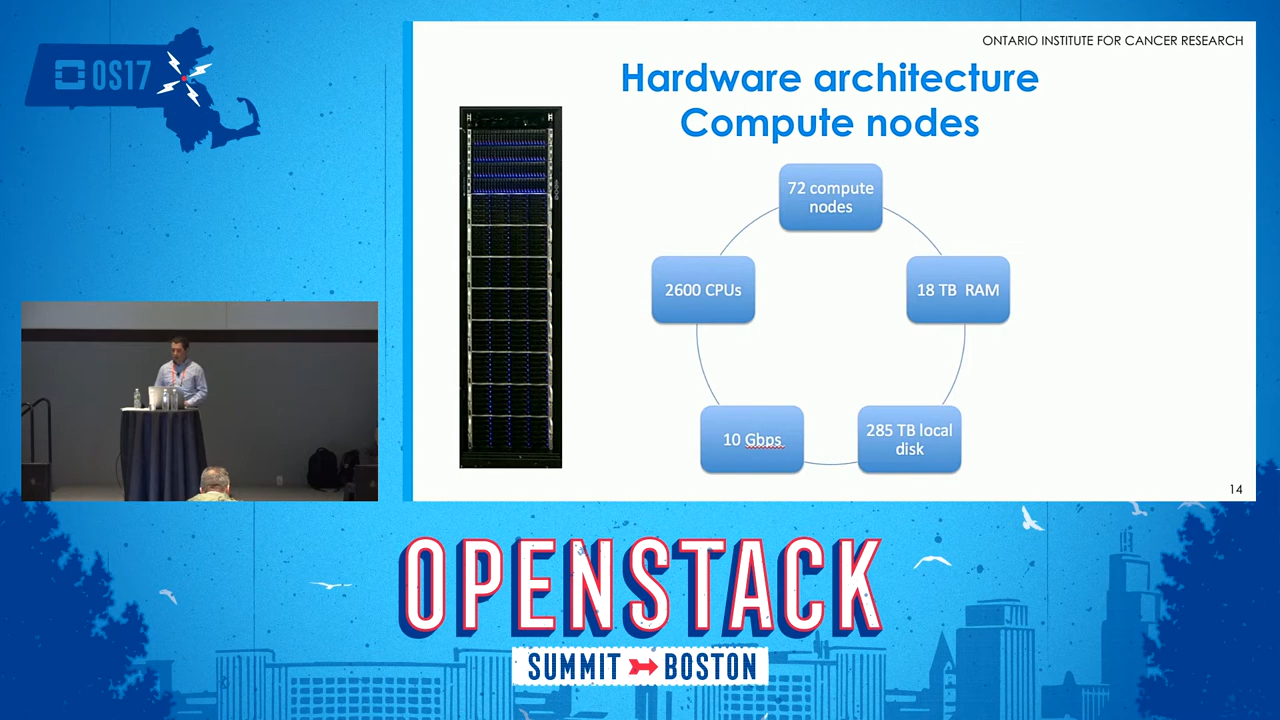 OS17
ONTARIO INSTITUTE FOR CANCER RESEARCH
Hardware architecture
Compute nodes
72 compute
nodes
2600 CPUs
18 TB RAM
10 Gbps
285 TB local
disk
14
OPENSTACK
SUMMIT BOSTON